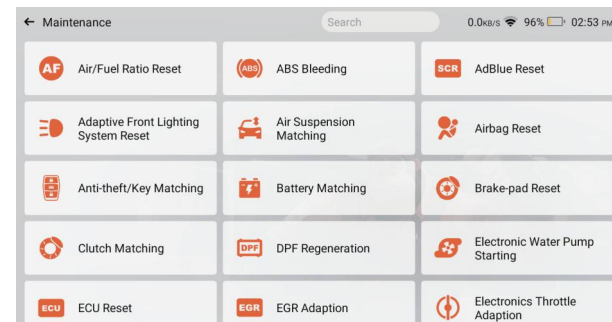 ← Maintenance
Search
0.0KB/S 96% 02:53 PM
AF Air/Fuel Ratio Reset
ABS ABS Bleeding
SCR AdBlue Reset
Adaptive Front Lighting
System Reset
Air Suspension
Matching
Airbag Reset
Anti-theft/Key Matching
Battery Matching
Brake-pad Reset
Clutch Matching
DPF DPF Regeneration
Electronic Water Pump
Starting
ECU ECU Reset
EGR EGR Adaption
Electronics Throttle
Adaption